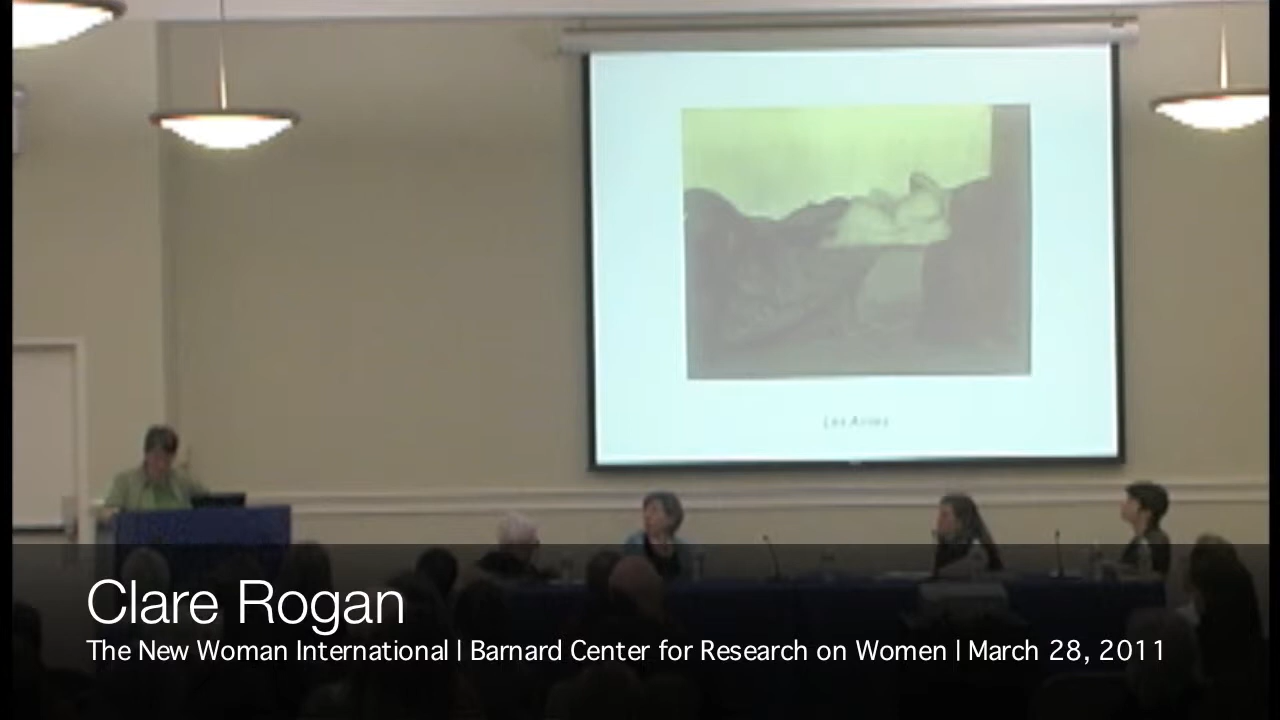 Clare Rogan
The New Woman International | Barnard Center for Research on Women | March 28, 2011